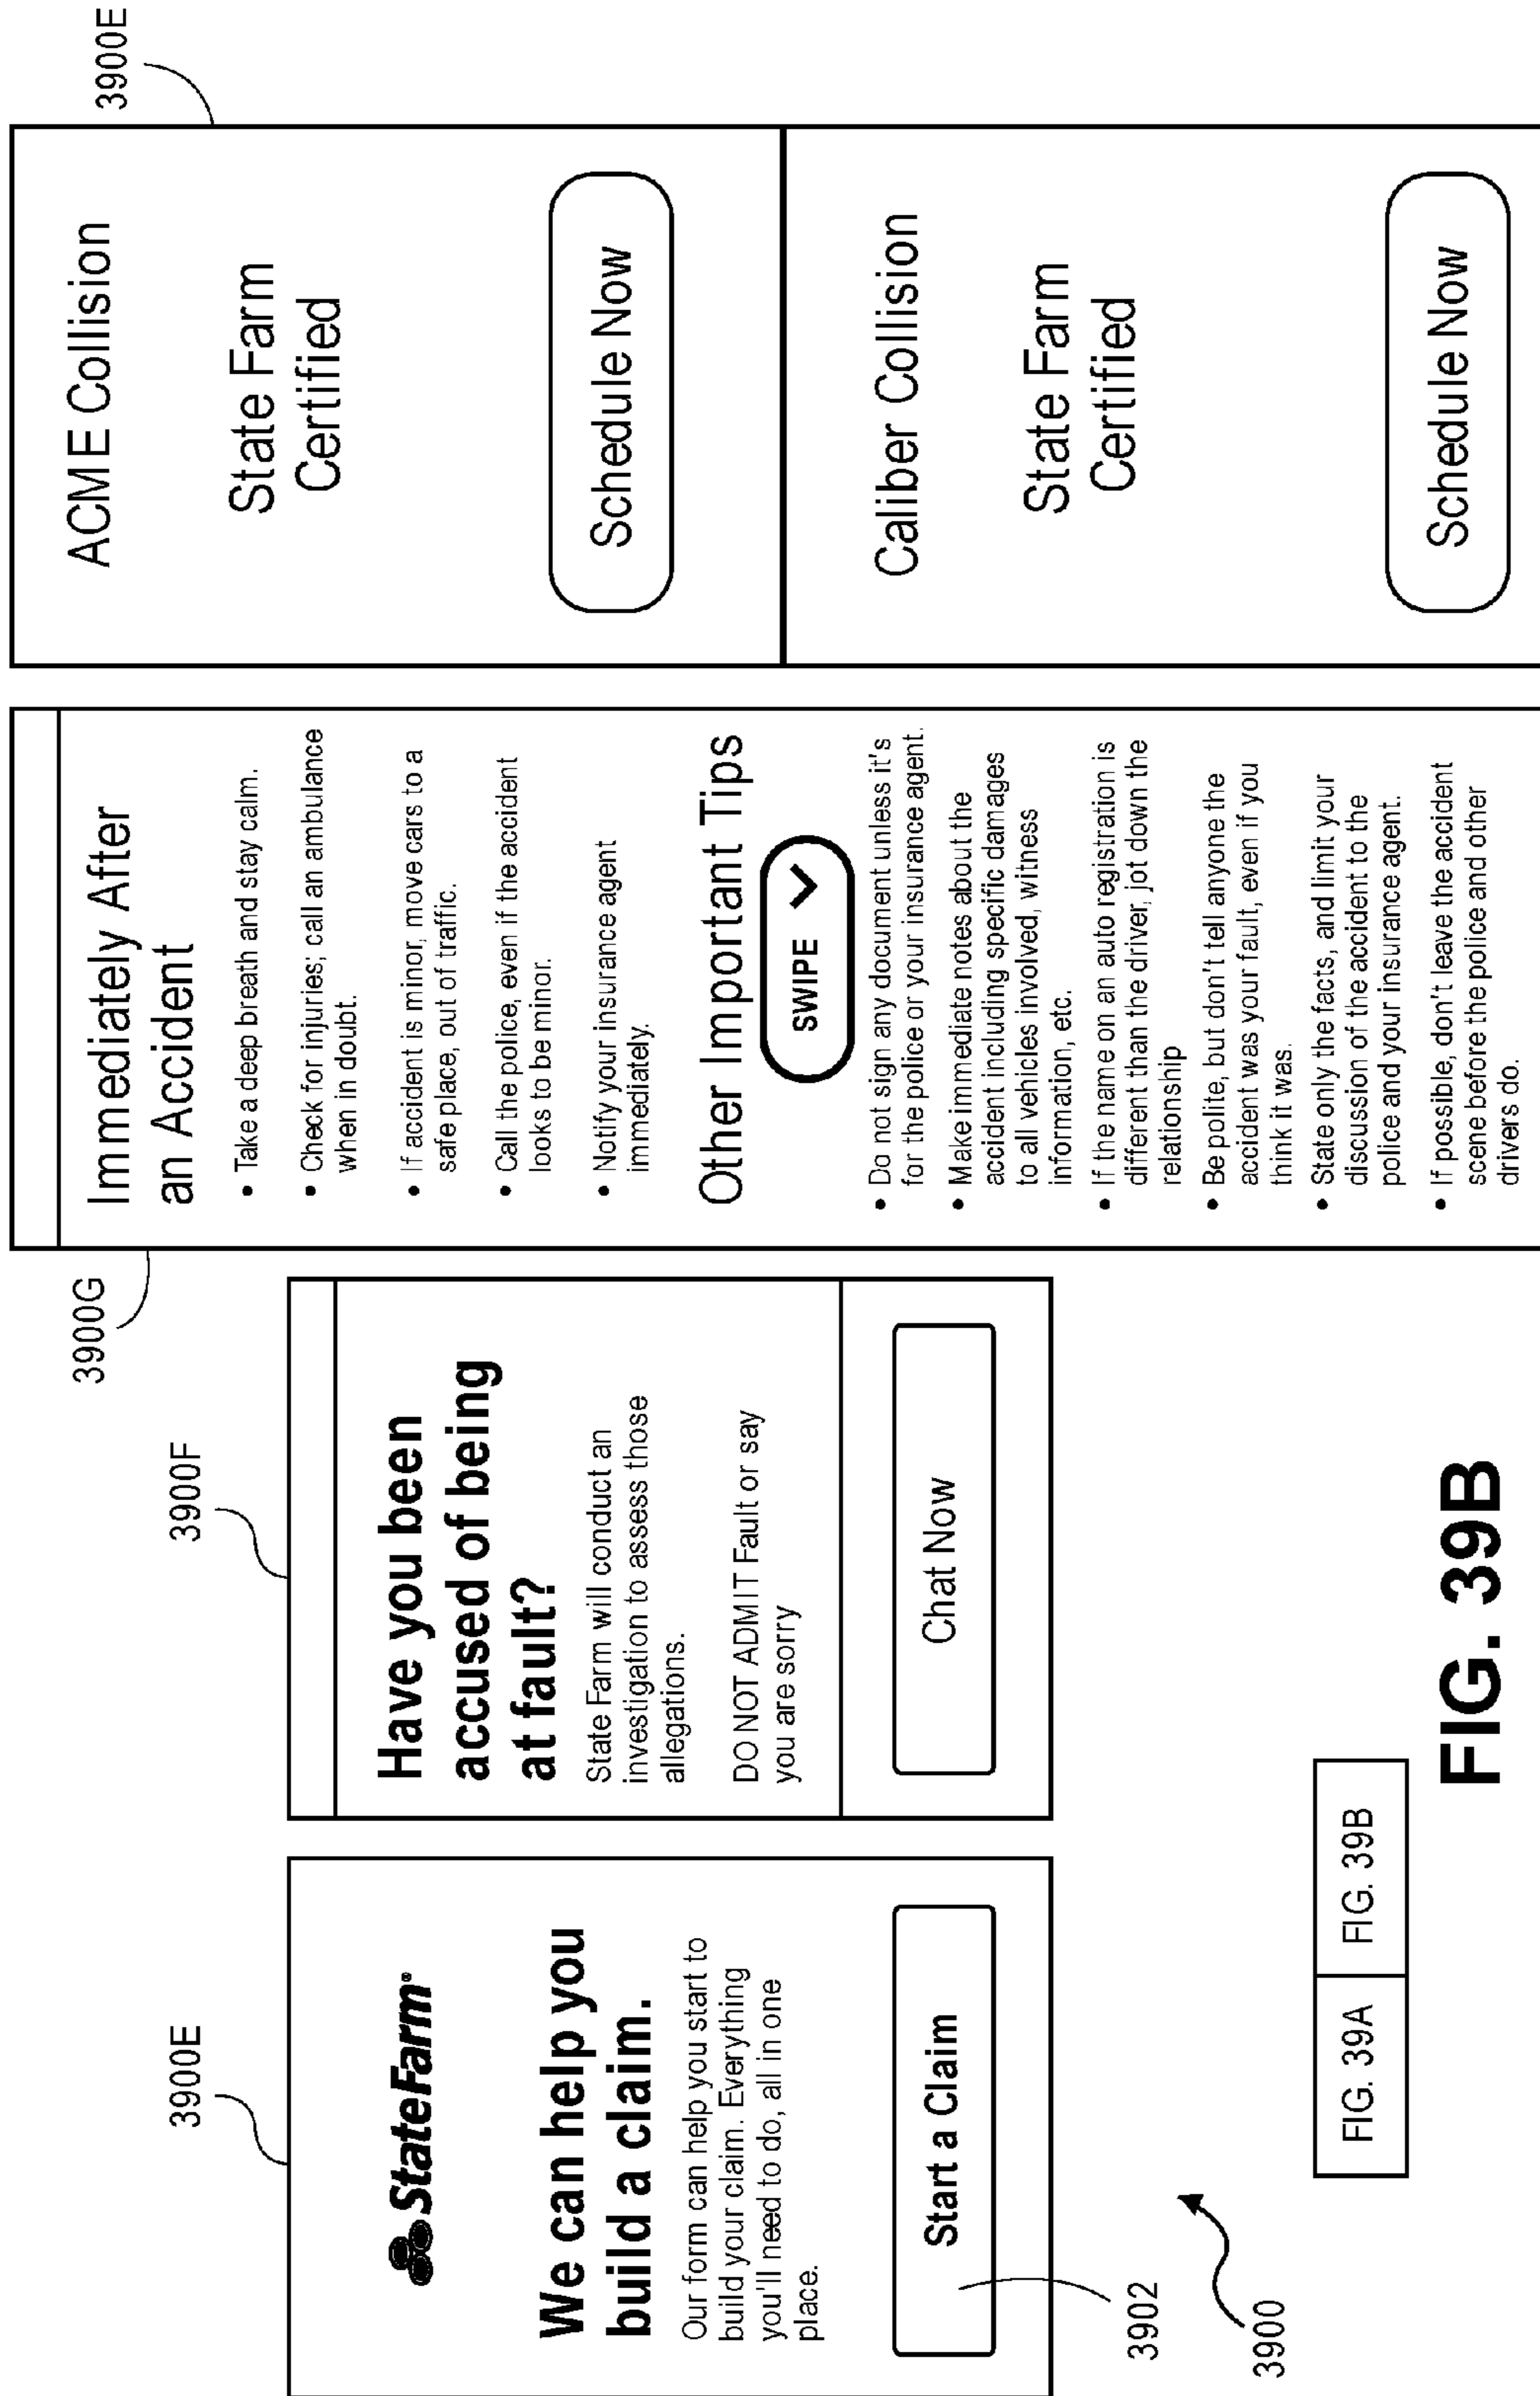 3900E
StateFarm®
We can help you
build a claim.
Our form can help you start to
build your claim. Everything
you'll need to do, all in one
place.
Start a Claim
3902
3900
3900F
Have you been
accused of being
at fault?
State Farm will conduct an
investigation to assess those
allegations.
DO NOT ADMIT Fault or say
you are sorry
Chat Now
3900G
Immediately After
an Accident
• Take a deep breath and stay calm.
• Check for injuries; call an ambulance
when in doubt.
• If accident is minor, move cars to a
safe place, out of traffic.
• Call the police, even if the accident
looks to be minor.
• Notify your insurance agent
immediately.
Other Important Tips
SWIPE
• Do not sign any document unless it's
for the police or your insurance agent.
• Make immediate notes about the
accident including specific damages
to all vehicles involved, witness
information, etc.
• If the name on an auto registration is
different than the driver, jot down the
relationship
• Be polite, but don't tell anyone the
accident was your fault, even if you
think it was.
• State only the facts, and limit your
discussion of the accident to the
police and your insurance agent.
• If possible, don't leave the accident
scene before the police and other
drivers do.
3900E
ACME Collision
State Farm
Certified
Schedule Now
Caliber Collision
State Farm
Certified
Schedule Now
FIG. 39A
FIG. 39B
FIG. 39B